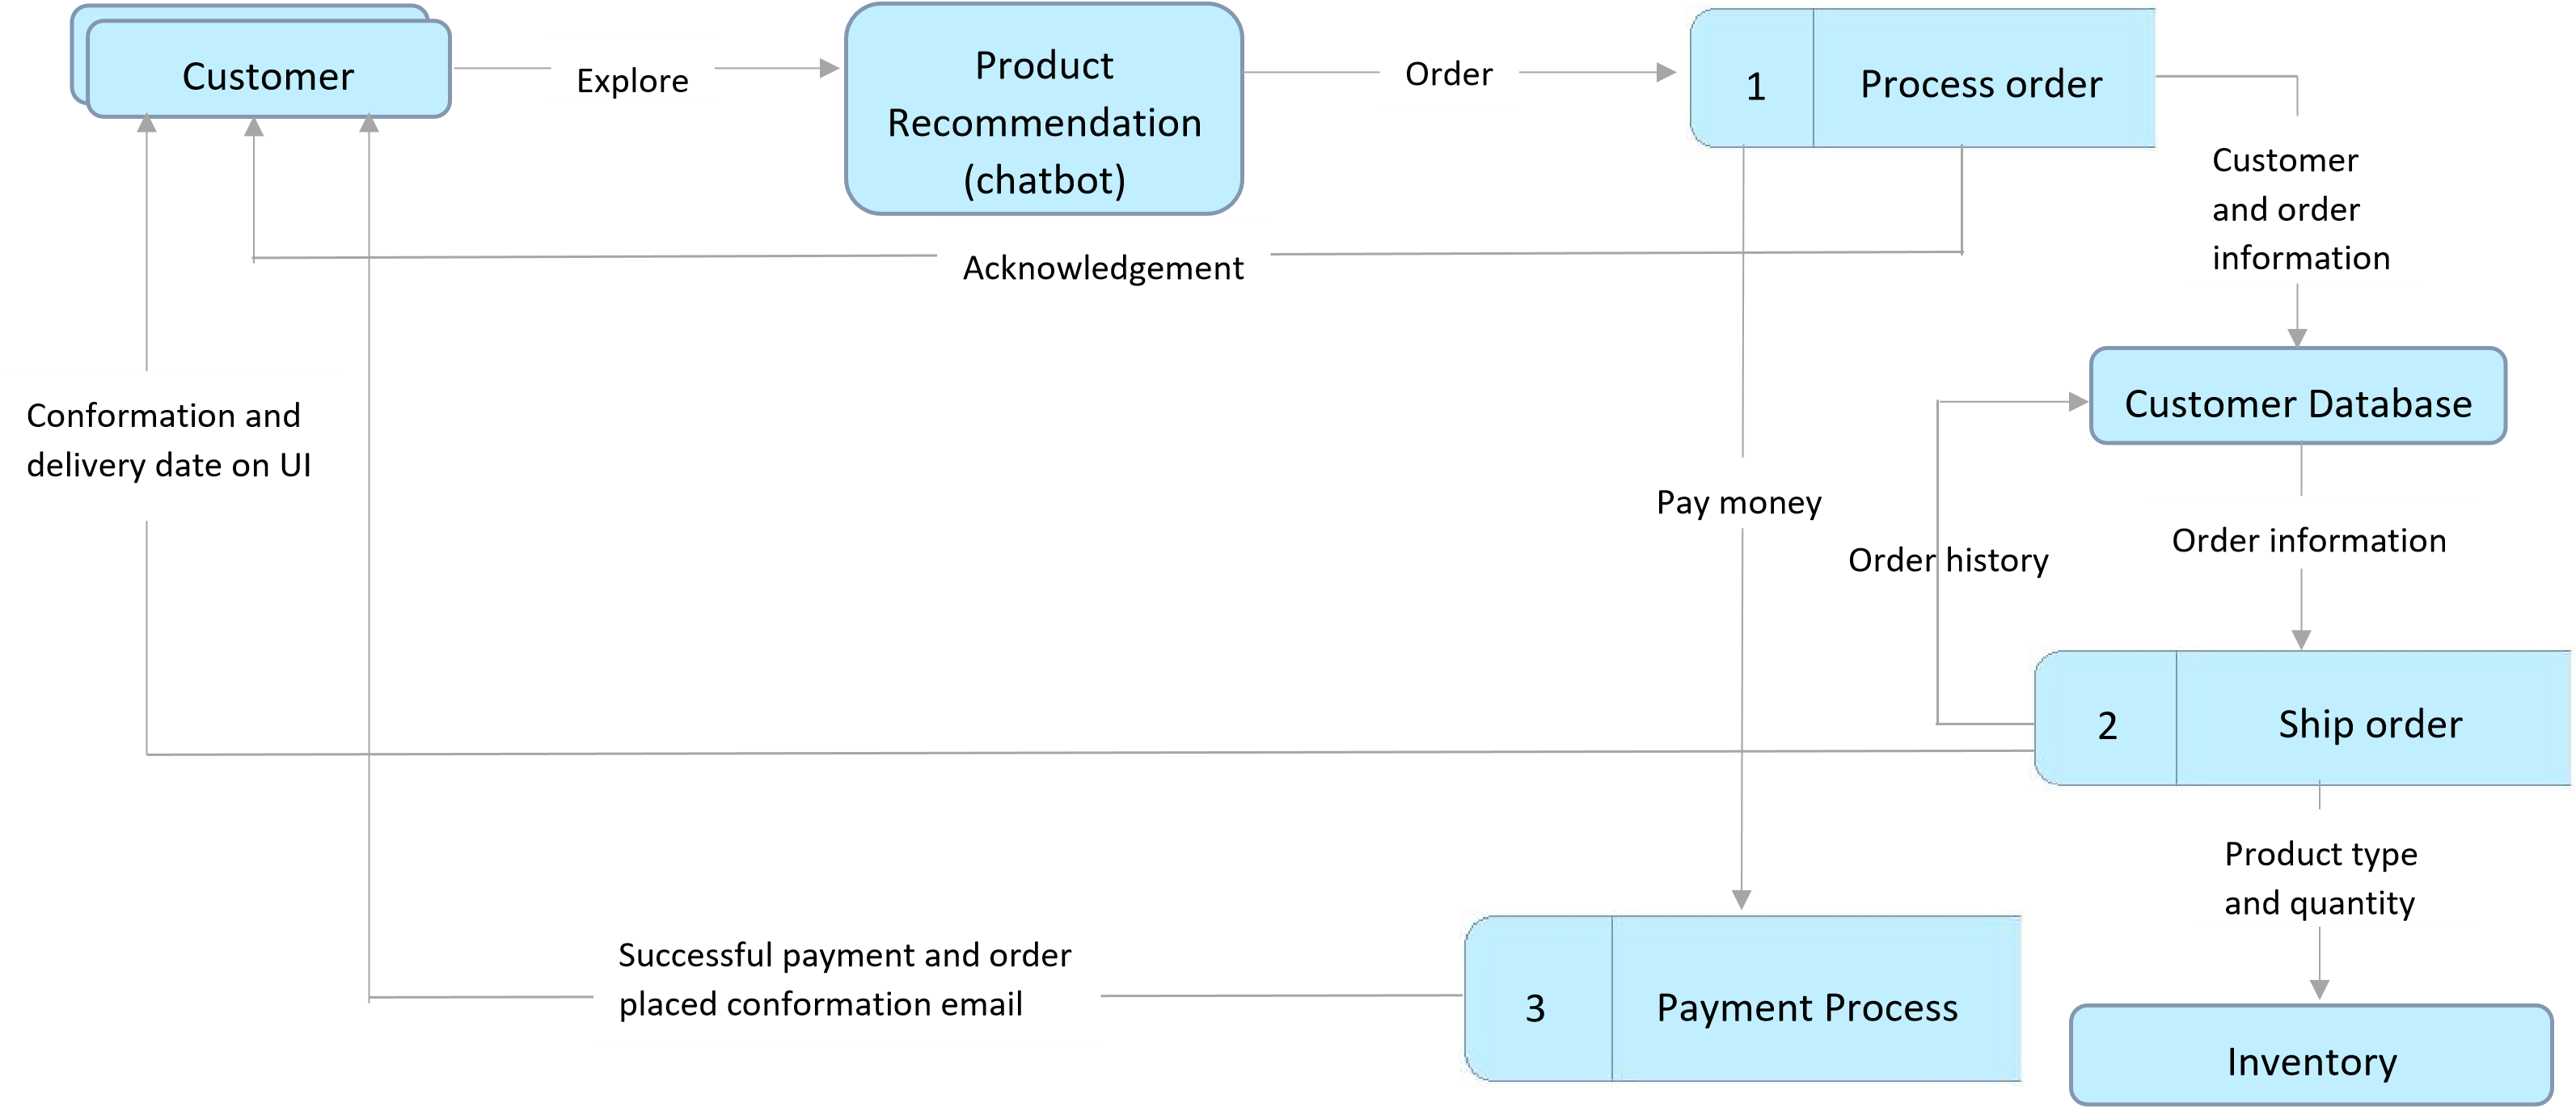 Customer
Explore
Product
Recommendation
(chatbot)
Order
1
Process order
Customer
and order
information
Acknowledgement
Customer Database
Conformation and
delivery date on UI
Pay money
Order history
Order information
2
Ship order
Product type
and quantity
Successful payment and order
placed conformation email
3
Payment Process
Inventory